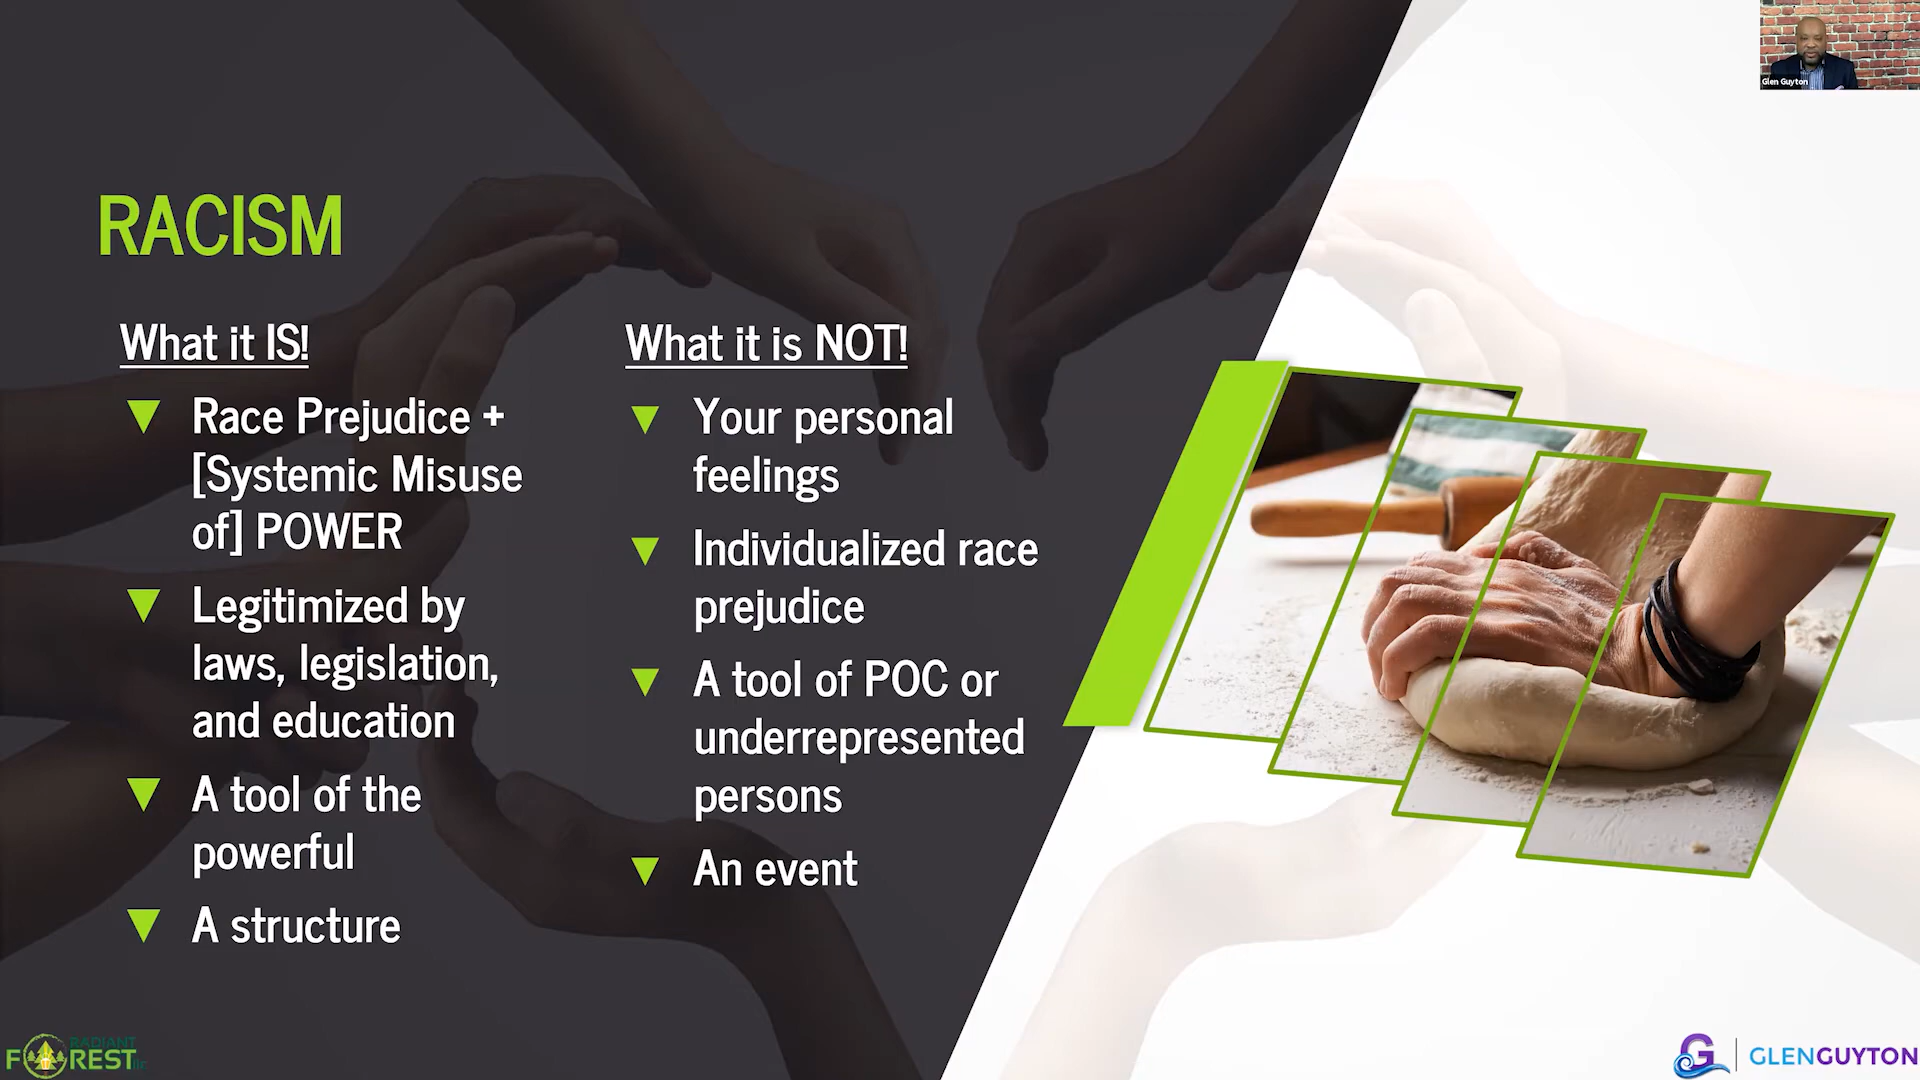 Glen Guyton
RACISM
What it IS!
Race Prejudice +
[Systemic Misuse
of] POWER
Legitimized by
laws, legislation,
and education
A tool of the
powerful
A structure
What it is NOT!
Your personal
feelings
Individualized race
prejudice
A tool of POC or
underrepresented
persons
An event
RADIANT
FOREST
G
GLENGUYTON